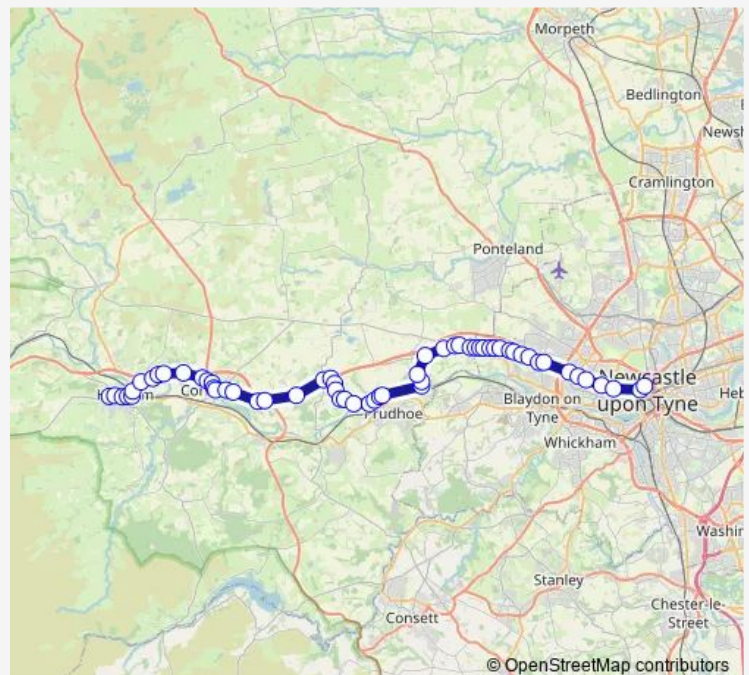 Morpeth
Bedlington
Newsh
Cramlington
Ponteland
Newcastle
upon Tyne
Heb
Prudhoe
Blaydon on
Tyne
Whickham
Washin
Stanley
Chester-le-
Street
Consett
© OpenStreetMap contributors